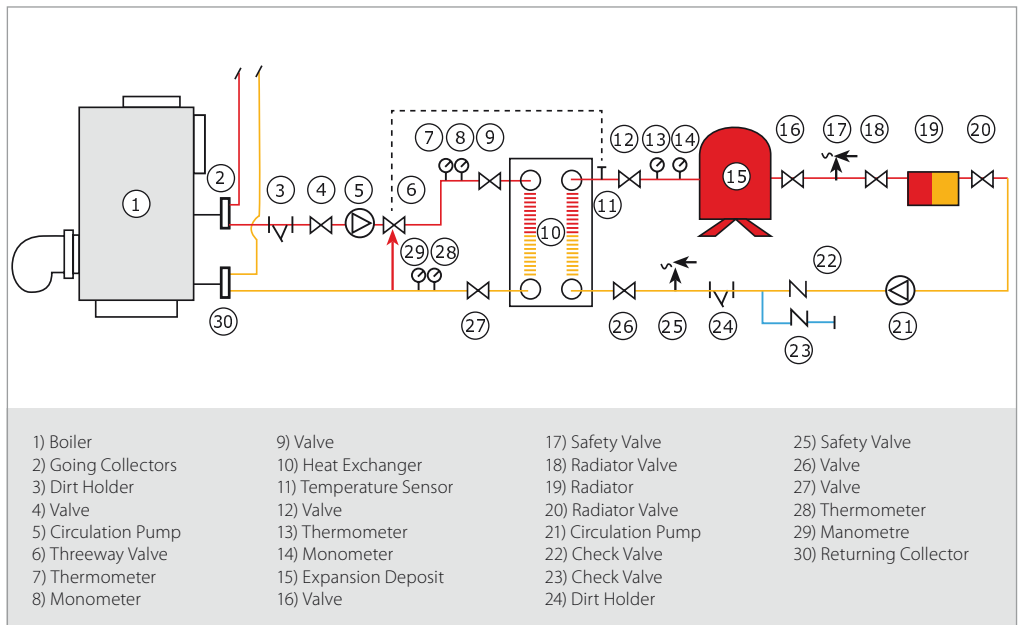 7 8 9 12 13 14 16 17 18 19 20
2 3 4 5 6 15
1 11
10
29 28 22
30 27 26 25 24 21
23
1) Boiler
2) Going Collectors
3) Dirt Holder
4) Valve
5) Circulation Pump
6) Threeway Valve
7) Thermometer
8) Monometer
9) Valve
10) Heat Exchanger
11) Temperature Sensor
12) Valve
13) Thermometer
14) Monometer
15) Expansion Deposit
16) Valve
17) Safety Valve
18) Radiator Valve
19) Radiator
20) Radiator Valve
21) Circulation Pump
22) Check Valve
23) Check Valve
24) Dirt Holder
25) Safety Valve
26) Valve
27) Valve
28) Thermometer
29) Manometre
30) Returning Collector